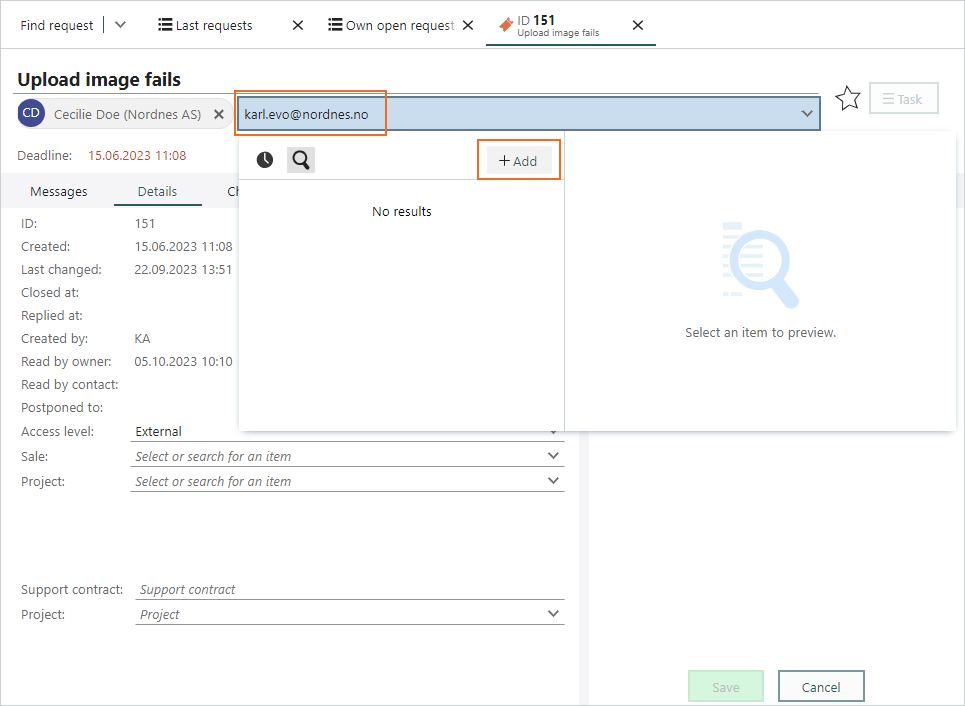 Find request
Last requests
Own open request
ID 151
Upload image fails
Upload image fails
CD Cecilie Doe (Nordnes AS)
karl.evo@nordnes.no
Task
Deadline: 15.06.2023 11:08
Add
Messages Details Ch
No results
Select an item to preview.
ID: 151
Created: 15.06.2023 11:08
Last changed: 22.09.2023 13:51
Closed at:
Replied at:
Created by: KA
Read by owner: 05.10.2023 10:10
Read by contact:
Postponed to:
Access level: External
Sale: Select or search for an item
Project: Select or search for an item
Support contract: Support contract
Project: Project
Save Cancel